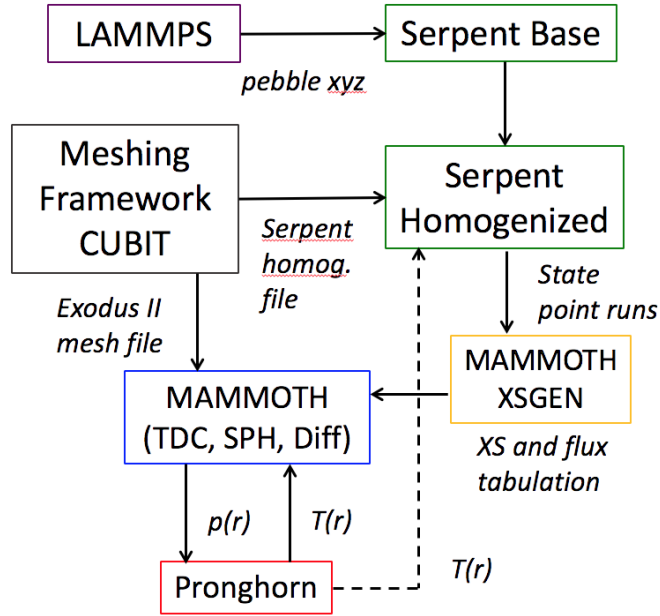 LAMMPS
Serpent Base
pebble xyz
Meshing
Framework
CUBIT
Serpent
Homogenized
Serpent
homog.
file
State
point runs
Exodus II
mesh file
MAMMOTH
XSGEN
MAMMOTH
(TDC, SPH, Diff)
XS and flux
tabulation
p(r)
T(r)
T(r)
Pronghorn